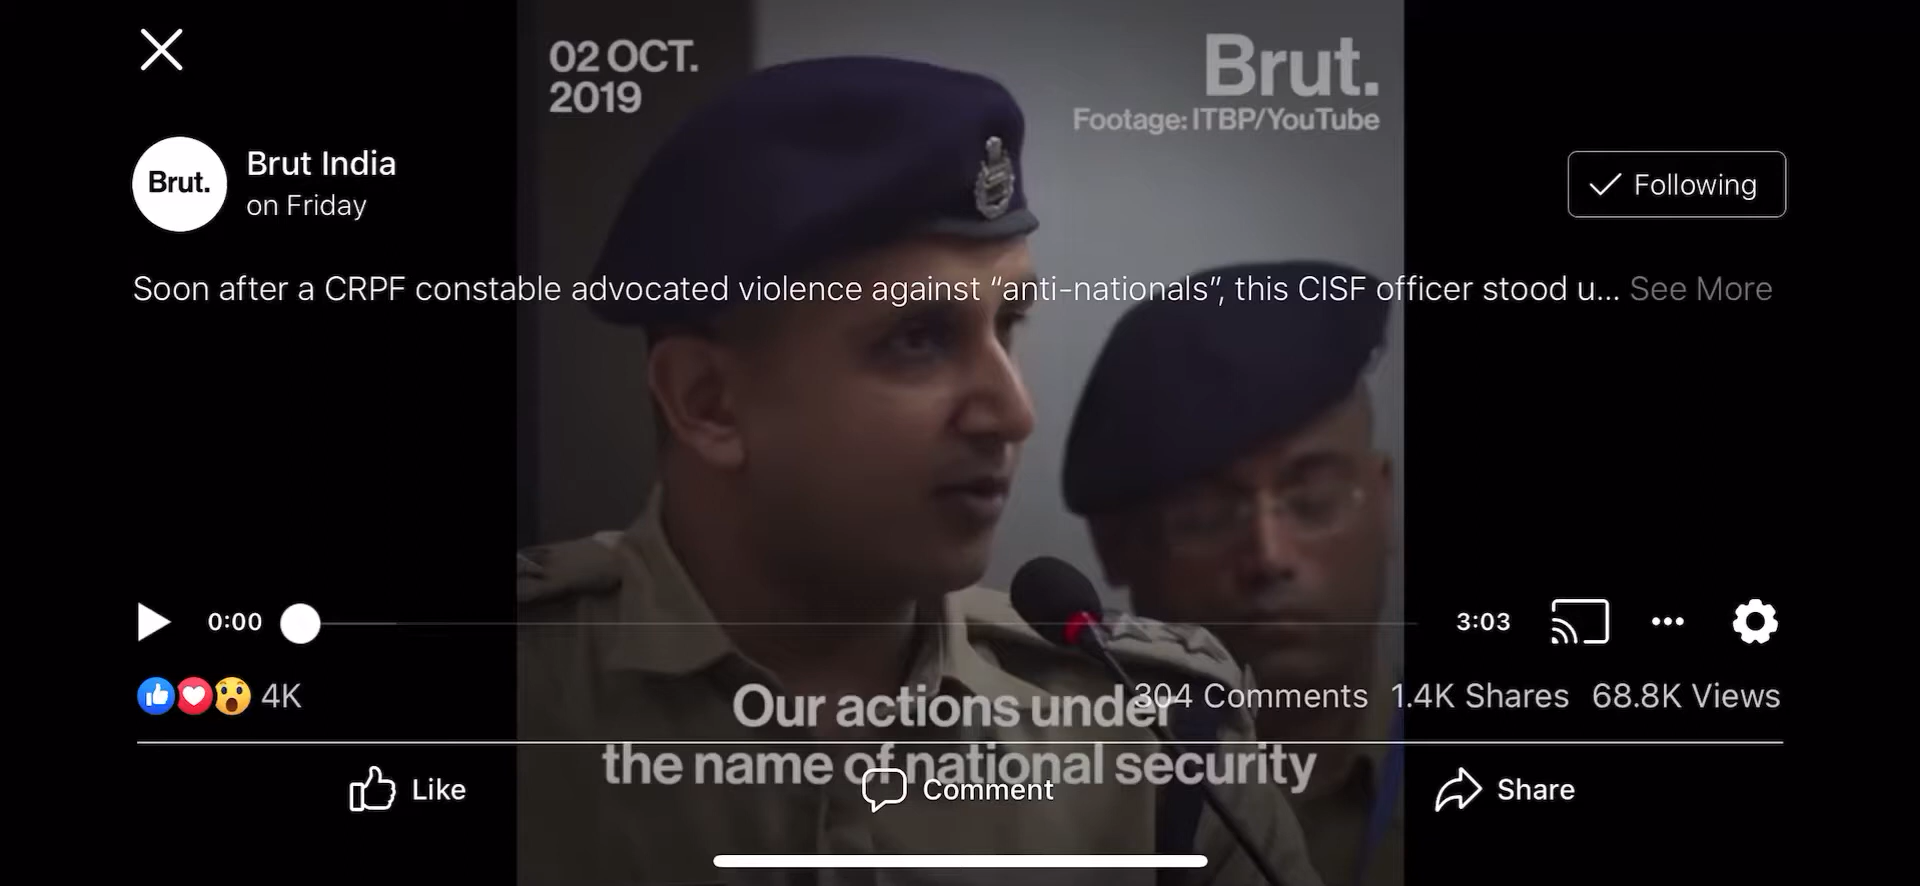 02 OCT.
2019
Brut.
Footage: ITBP/YouTube
Brut.
Brut India
on Friday
Following
Soon after a CRPF constable advocated violence against “anti-nationals”, this CISF officer stood u... See More
0:00
3:03
4K
304 Comments 1.4K Shares 68.8K Views
Our actions under
the name of national security
Like
Comment
Share